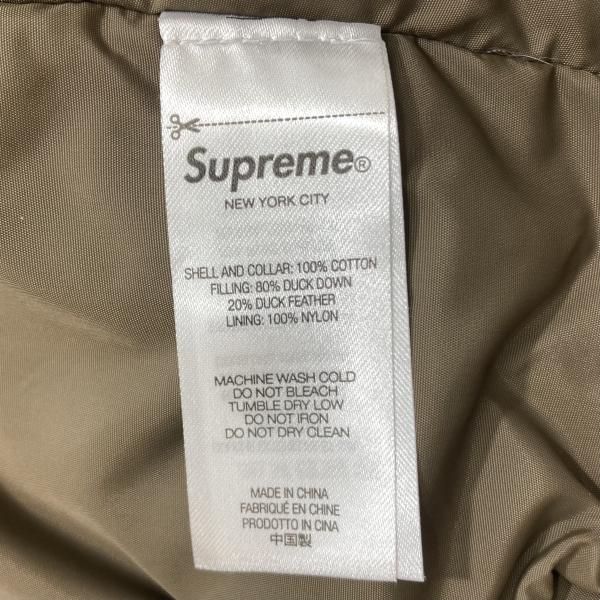 Supreme®
NEW YORK CITY
SHELL AND COLLAR: 100% COTTON
FILLING: 80% DUCK DOWN
20% DUCK FEATHER
LINING: 100% NYLON
MACHINE WASH COLD
DO NOT BLEACH
TUMBLE DRY LOW
DO NOT IRON
DO NOT DRY CLEAN
MADE IN CHINA
FABRIQUÉ EN CHINE
PRODOTTO IN CINA
中国製